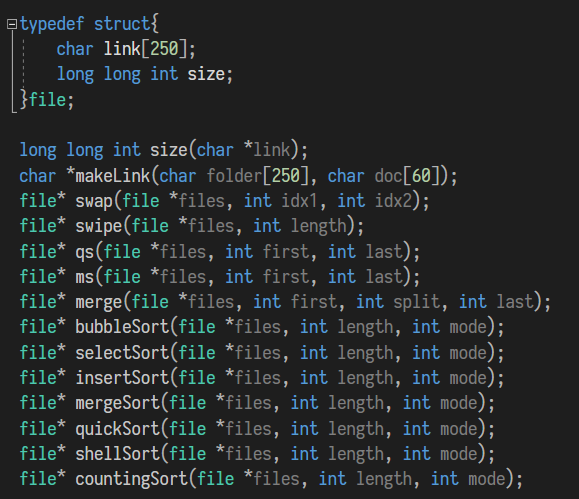 typedef struct{
    char link[250];
    long long int size;
}file;

long long int size(char *link);
char *makeLink(char folder[250], char doc[60]);
file* swap(file *files, int idx1, int idx2);
file* swipe(file *files, int length);
file* qs(file *files, int first, int last);
file* ms(file *files, int first, int last);
file* merge(file *files, int first, int split, int last);
file* bubbleSort(file *files, int length, int mode);
file* selectSort(file *files, int length, int mode);
file* insertSort(file *files, int length, int mode);
file* mergeSort(file *files, int length, int mode);
file* quickSort(file *files, int length, int mode);
file* shellSort(file *files, int length, int mode);
file* countingSort(file *files, int length, int mode);